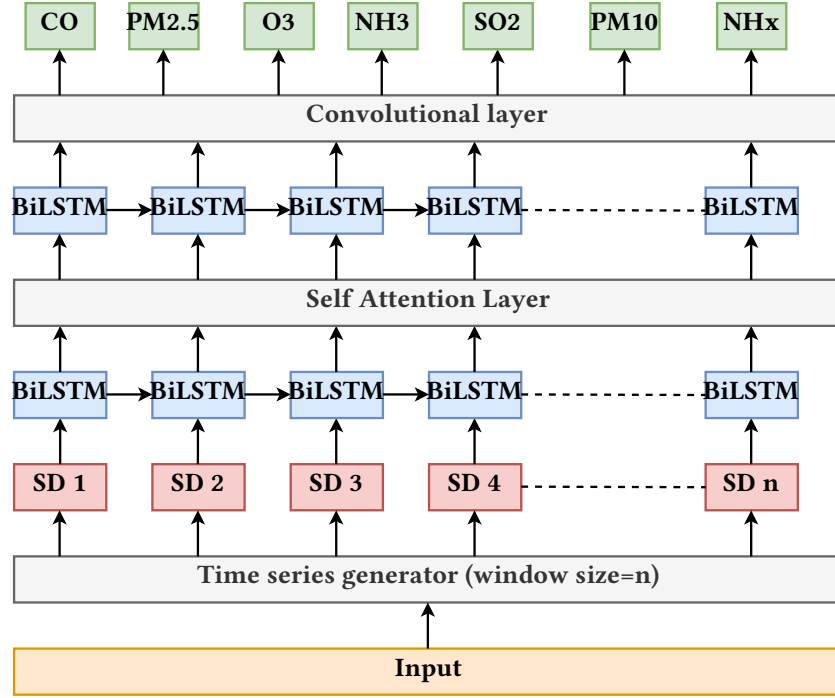 CO PM2.5 O3 NH3 SO2 PM10 NHx
Convolutional layer
BiLSTM BiLSTM BiLSTM BiLSTM BiLSTM
Self Attention Layer
BiLSTM BiLSTM BiLSTM BiLSTM BiLSTM
SD 1 SD 2 SD 3 SD 4 SD n
Time series generator (window size=n)
Input